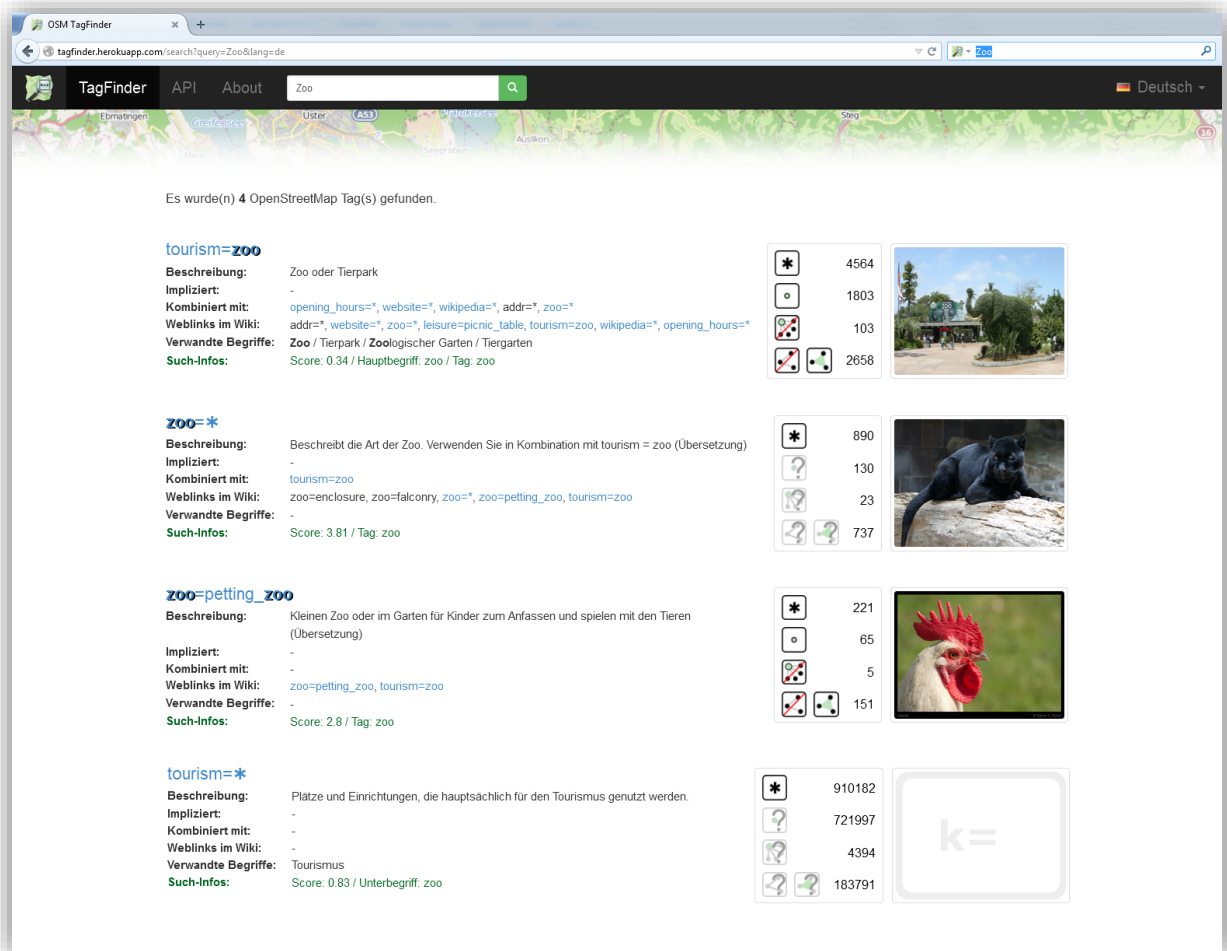 OSM TagFinder × +
tagfinder.herokuapp.com/search?query=Zoo&lang=de Zoo
TagFinder API About Zoo Deutsch
Ebmatingen Greifensee Uster A53 Pfäffikersee Steg
Auslikon 16
Seegräben
Es wurde(n) 4 OpenStreetMap Tag(s) gefunden.
tourism=zoo
Beschreibung: Zoo oder Tierpark
Impliziert: -
Kombiniert mit: opening_hours=*, website=*, wikipedia=*, addr=*, zoo=*
Weblinks im Wiki: addr=*, website=*, zoo=*, leisure=picnic_table, tourism=zoo, wikipedia=*, opening_hours=*
Verwandte Begriffe: Zoo / Tierpark / Zoologischer Garten / Tiergarten
Such-Infos: Score: 0.34 / Hauptbegriff: zoo / Tag: zoo
4564
1803
103
2658
zoo=*
Beschreibung: Beschreibt die Art der Zoo. Verwenden Sie in Kombination mit tourism = zoo (Übersetzung)
Impliziert: -
Kombiniert mit: tourism=zoo
Weblinks im Wiki: zoo=enclosure, zoo=falconry, zoo=*, zoo=petting_zoo, tourism=zoo
Verwandte Begriffe: -
Such-Infos: Score: 3.81 / Tag: zoo
890
130
23
737
zoo=petting_zoo
Beschreibung: Kleinen Zoo oder im Garten für Kinder zum Anfassen und spielen mit den Tieren
(Übersetzung)
Impliziert: -
Kombiniert mit: -
Weblinks im Wiki: zoo=petting_zoo, tourism=zoo
Verwandte Begriffe: -
Such-Infos: Score: 2.8 / Tag: zoo
221
65
5
151
tourism=*
Beschreibung: Plätze und Einrichtungen, die hauptsächlich für den Tourismus genutzt werden.
Impliziert: -
Kombiniert mit: -
Weblinks im Wiki: -
Verwandte Begriffe: Tourismus
Such-Infos: Score: 0.83 / Unterbegriff: zoo
910182
721997
4394
183791
k=